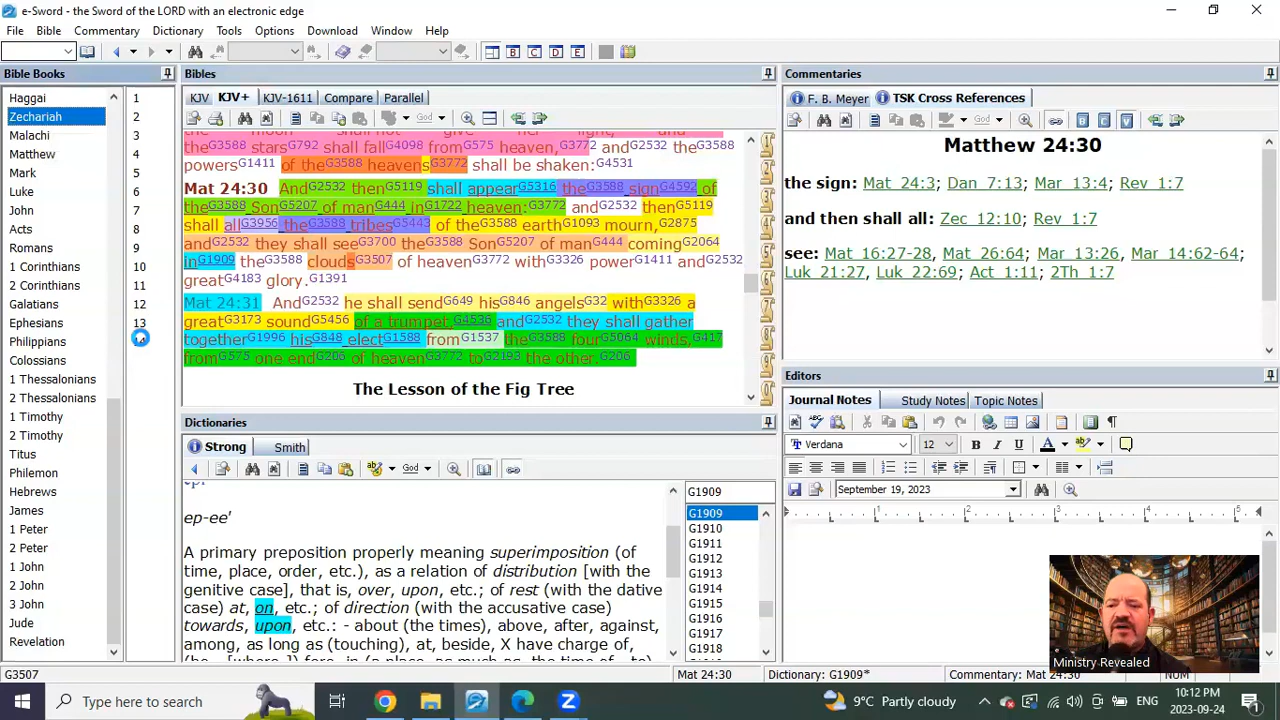 e-Sword - the Sword of the LORD with an electronic edge
File Bible Commentary Dictionary Tools Options Download Window Help
B C D E
Bible Books
Haggai
Zechariah
Malachi
Matthew
Mark
Luke
John
Acts
Romans
1 Corinthians
2 Corinthians
Galatians
Ephesians
Philippians
Colossians
1 Thessalonians
2 Thessalonians
1 Timothy
2 Timothy
Titus
Philemon
Hebrews
James
1 Peter
2 Peter
1 John
2 John
3 John
Jude
Revelation
1
2
3
4
5
6
7
8
9
10
11
12
13
Bibles
KJV KJV+ KJV-1611 Compare Parallel
God
the moon shall not give her light, and
the G3588 stars G792 shall fall G4098 from G575 heaven, G3772 and G2532 the G3588
powers G1411 of the G3588 heavens G3772 shall be shaken: G4531
Mat 24:30 And G2532 then G5119 shall appear G5316 the G3588 sign G4592 of
the G3588 Son G5207 of man G444 in G1722 heaven: G3772 and G2532 then G5119
shall all G3956 the G3588 tribes G5443 of the G3588 earth G1093 mourn, G2875
and G2532 they shall see G3700 the G3588 Son G5207 of man G444 coming G2064
in G1909 the G3588 clouds G3507 of heaven G3772 with G3326 power G1411 and G2532
great G4183 glory. G1391
Mat 24:31 And G2532 he shall send G649 his G846 angels G32 with G3326 a
great G3173 sound G5456 of a trumpet, G4536 and G2532 they shall gather
together G1996 his G848 elect G1588 from G1537 the G3588 four G5064 winds, G417
from G575 one end G206 of heaven G3772 to G2193 the other. G206
The Lesson of the Fig Tree
Dictionaries
Strong Smith
God
ep-ee'
A primary preposition properly meaning superimposition (of
time, place, order, etc.), as a relation of distribution [with the
genitive case], that is, over, upon, etc.; of rest (with the dative
case) at, on, etc.; of direction (with the accusative case)
towards, upon, etc.: - about (the times), above, after, against,
among, as long as (touching), at, beside, X have charge of,
G1909
G1909
G1910
G1911
G1912
G1913
G1914
G1915
G1916
G1917
G1918
Commentaries
F. B. Meyer TSK Cross References
God B C V
Matthew 24:30
the sign: Mat 24:3; Dan 7:13; Mar 13:4; Rev 1:7
and then shall all: Zec 12:10; Rev 1:7
see: Mat 16:27-28, Mat 26:64; Mar 13:26; Mar 14:62-64;
Luk 21:27, Luk 22:69; Act 1:11; 2Th 1:7
Editors
Journal Notes Study Notes Topic Notes
Verdana 12 B I U A
September 19, 2023
1 2 3 4 5
Ministry Revealed
G3507 Mat 24:30 Dictionary: G1909* Commentary: Mat 24:30 NUM
Type here to search
9°C Partly cloudy
10:12 PM
2023-09-24
1